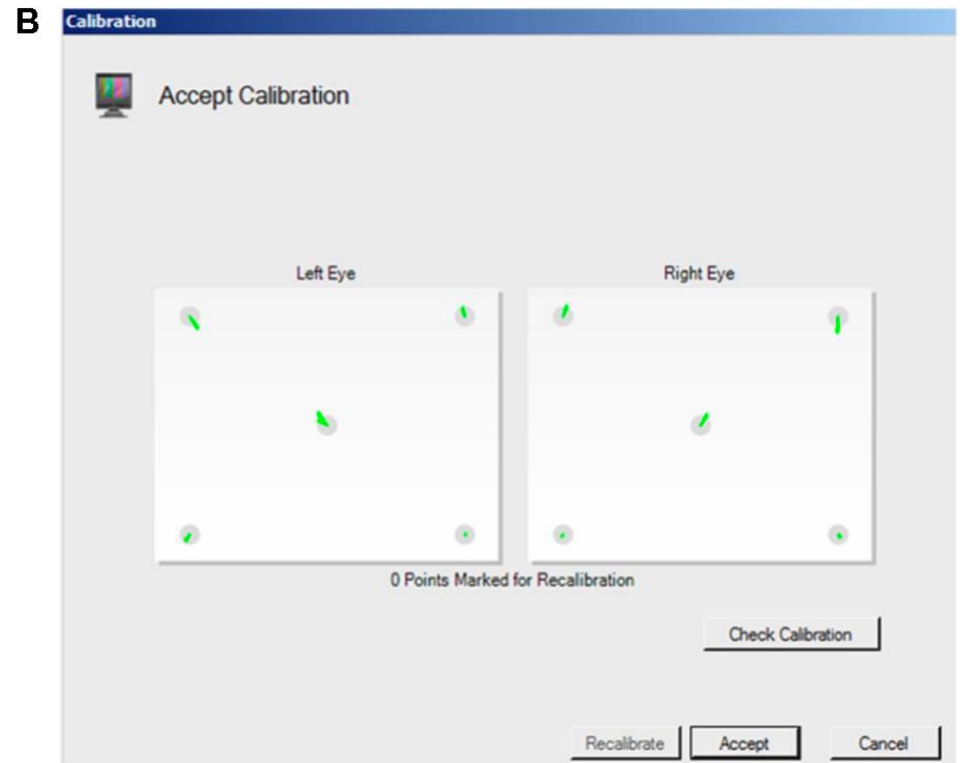 B
Calibration
Accept Calibration
Left Eye
Right Eye
0 Points Marked for Recalibration
Check Calibration
Recalibrate
Accept
Cancel